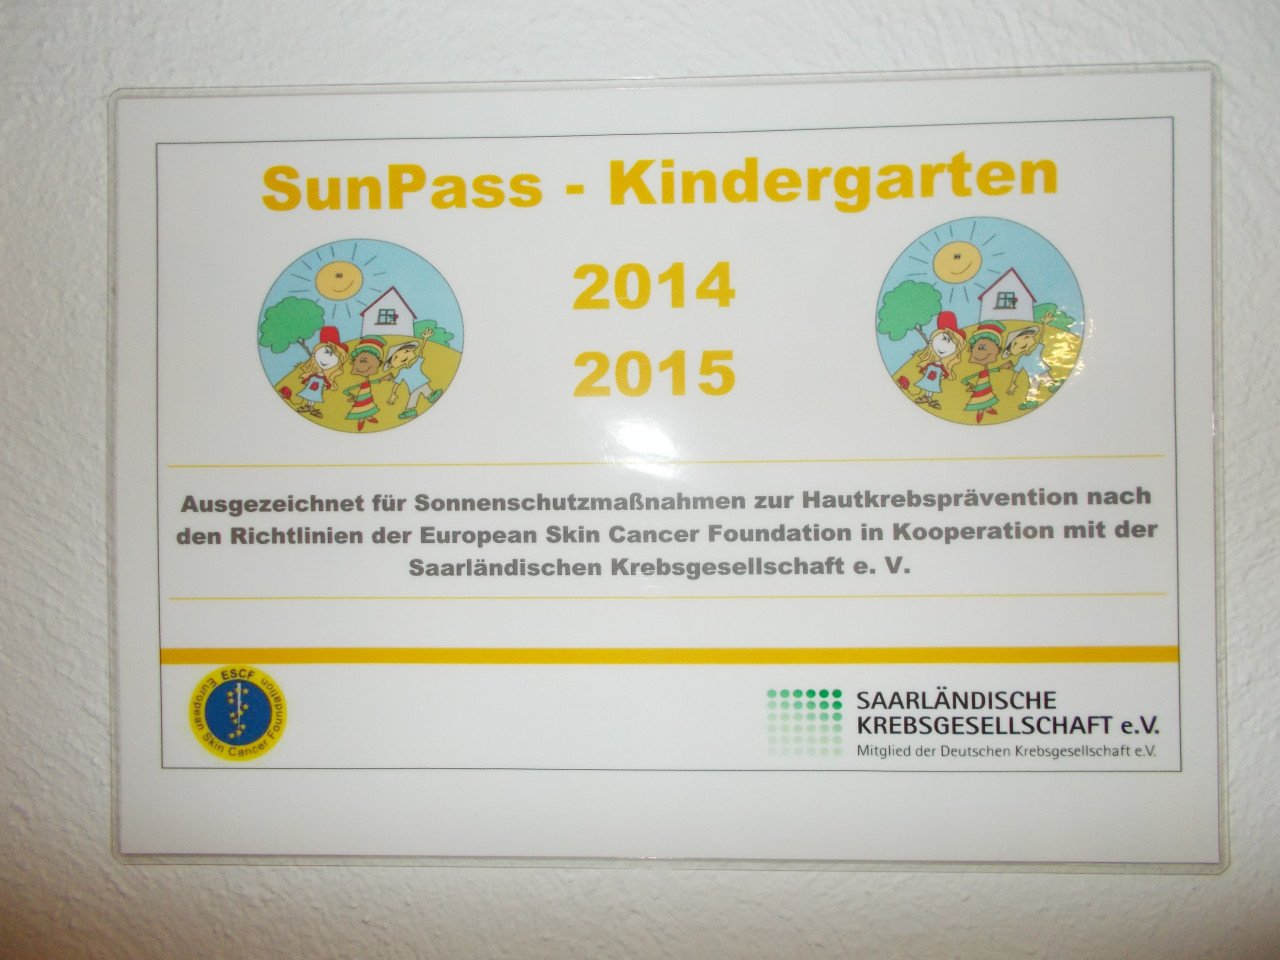 SunPass - Kindergarten
2014
2015
Ausgezeichnet für Sonnenschutzmaßnahmen zur Hautkrebsprävention nach
den Richtlinien der European Skin Cancer Foundation in Kooperation mit der
Saarländischen Krebsgesellschaft e. V.
ESCF
European Skin Cancer Foundation
SAARLÄNDISCHE
KREBSGESELLSCHAFT e.V.
Mitglied der Deutschen Krebsgesellschaft e.V.